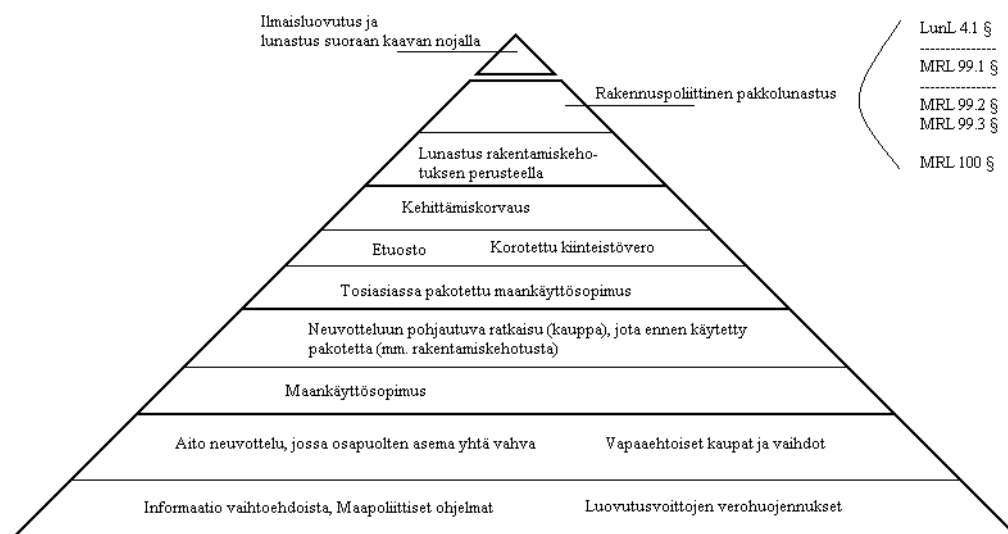 Ilmaisluovutus ja
lunastus suoraan kaavan nojalla
LunL 4.1 §
---------------
MRL 99.1 §
---------------
MRL 99.2 §
MRL 99.3 §
MRL 100 §
Rakennuspoliittinen pakkolunastus
Lunastus rakentamiskeho-
tuksen perusteella
Kehittämiskorvaus
Etuosto Korotettu kiinteistövero
Tosiasiassa pakotettu maankäyttösopimus
Neuvotteluun pohjautuva ratkaisu (kauppa), jota ennen käytetty
pakotetta (mm. rakentamiskehotusta)
Maankäyttösopimus
Aito neuvottelu, jossa osapuolten asema yhtä vahva Vapaaehtoiset kaupat ja vaihdot
Informaatio vaihtoehdoista, Maapoliittiset ohjelmat Luovutusvoittojen verohuojennukset